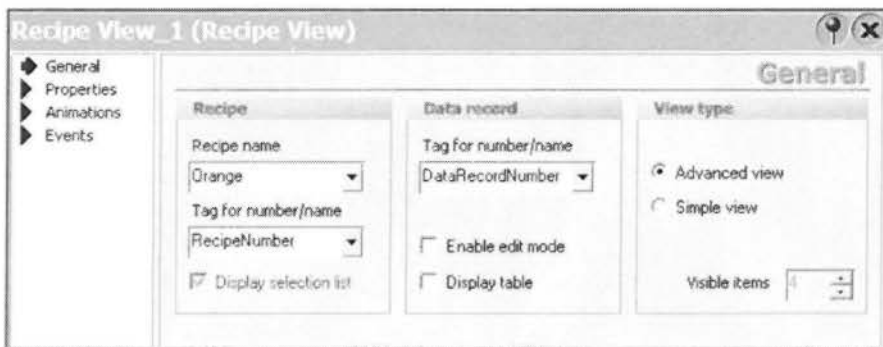 Recipe View_1 (Recipe View)
General
Properties
Animations
Events
General
Recipe
Recipe name
Orange
Tag for number/name
RecipeNumber
Display selection list
Data record
Tag for number/name
DataRecordNumber
Enable edit mode
Display table
View type
Advanced view
Simple view
Visible items 4